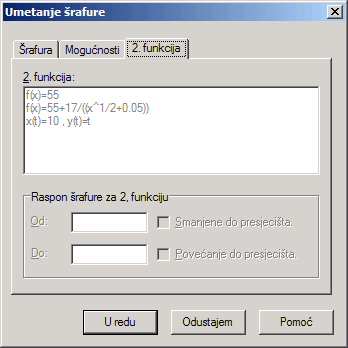 Umetanje šrafure
Šrafura Mogućnosti 2. funkcija
2. funkcija:
f(x)=55
f(x)=55+17/((x^1/2+0.05))
x(t)=10 , y(t)=t
Raspon šrafure za 2, funkciju
Od: Smanjene do presjecišta.
Do: Povećanje do presjecišta.
U redu Odustajem Pomoć